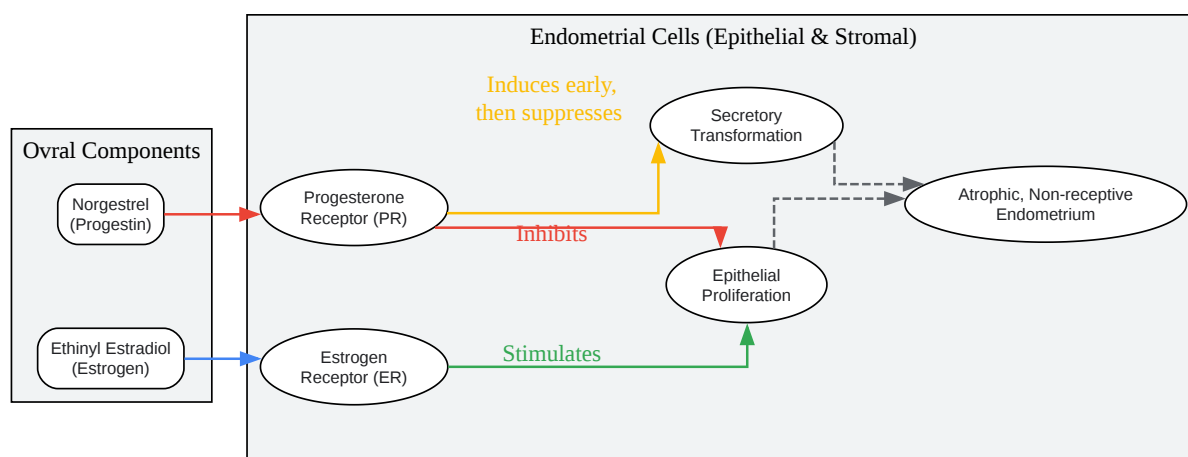 Endometrial Cells (Epithelial & Stromal)
Induces early,
then suppresses
Secretory
Transformation
Ovral Components
Norgestrel
(Progestin)
Progesterone
Receptor (PR)
Atrophic, Non-receptive
Endometrium
Inhibits
Epithelial
Proliferation
Ethinyl Estradiol
(Estrogen)
Estrogen
Receptor (ER)
Stimulates